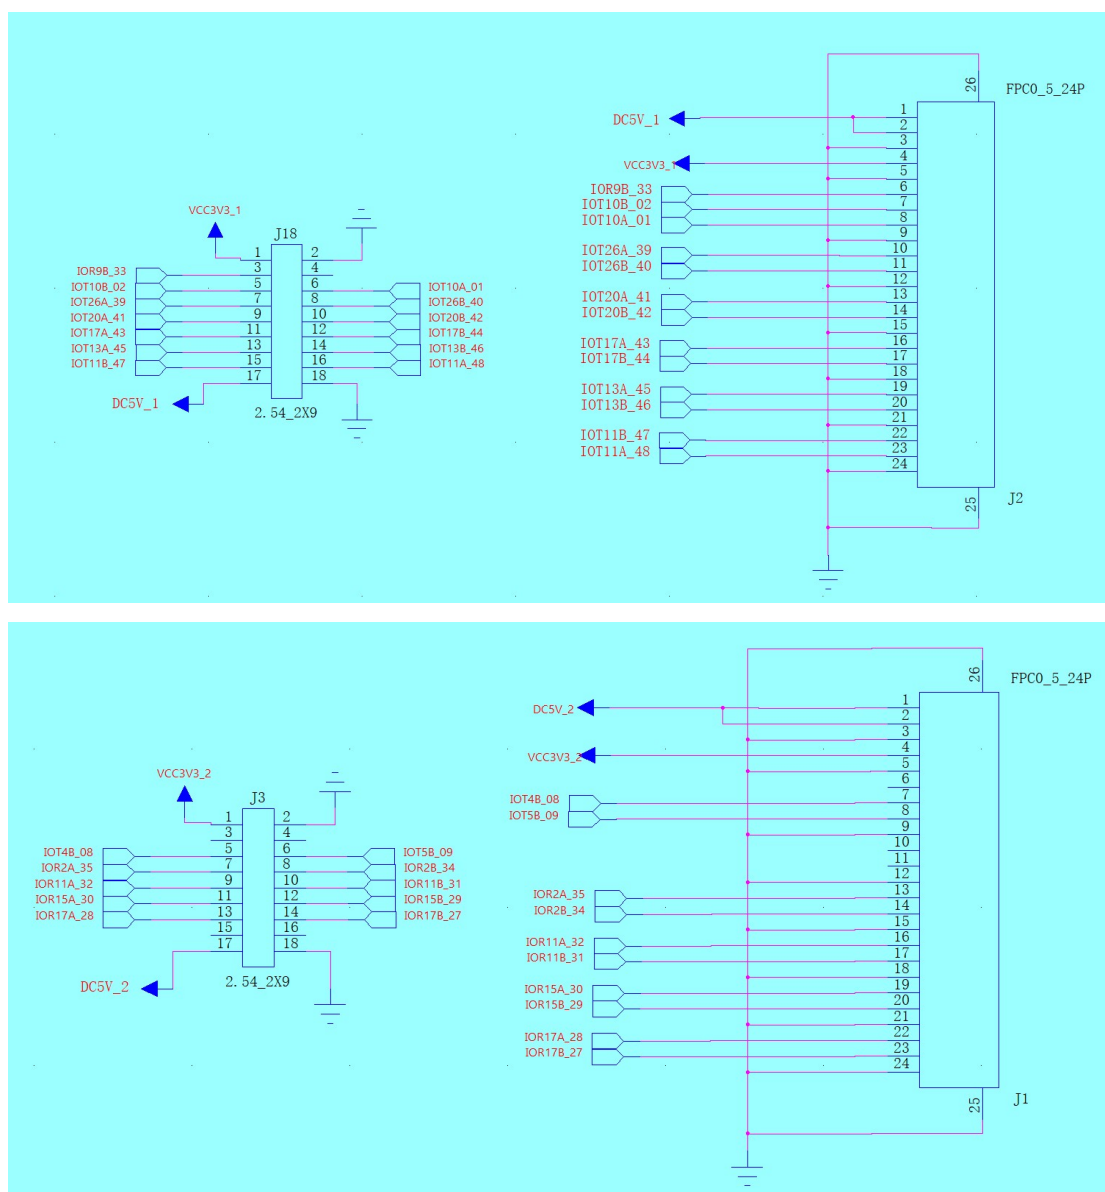 26
FPC0_5_24P
DC5V_1
1
2
3
VCC3V3_1
4
5
IOR9B_33
6
IOT10B_02
7
IOT10A_01
8
9
IOT26A_39
10
IOT26B_40
11
12
IOT20A_41
13
IOT20B_42
14
15
IOT17A_43
16
IOT17B_44
17
18
IOT13A_45
19
IOT13B_46
20
21
IOT11B_47
22
IOT11A_48
23
24
25
J2
VCC3V3_1
J18
1 2
IOR9B_33 3 4
IOT10B_02 5 6 IOT10A_01
IOT26A_39 7 8 IOT26B_40
IOT20A_41 9 10 IOT20B_42
IOT17A_43 11 12 IOT17B_44
IOT13A_45 13 14 IOT13B_46
IOT11B_47 15 16 IOT11A_48
17 18
DC5V_1
2.54_2X9
26
FPC0_5_24P
DC5V_2
1
2
3
VCC3V3_2
4
5
6
IOT4B_08
7
IOT5B_09
8
9
10
11
12
IOR2A_35
13
IOR2B_34
14
15
IOR11A_32
16
IOR11B_31
17
18
IOR15A_30
19
IOR15B_29
20
21
IOR17A_28
22
IOR17B_27
23
24
25
J1
VCC3V3_2
J3
1 2
3 4
IOT4B_08 5 6 IOT5B_09
IOR2A_35 7 8 IOR2B_34
IOR11A_32 9 10 IOR11B_31
IOR15A_30 11 12 IOR15B_29
IOR17A_28 13 14 IOR17B_27
15 16
17 18
DC5V_2
2.54_2X9